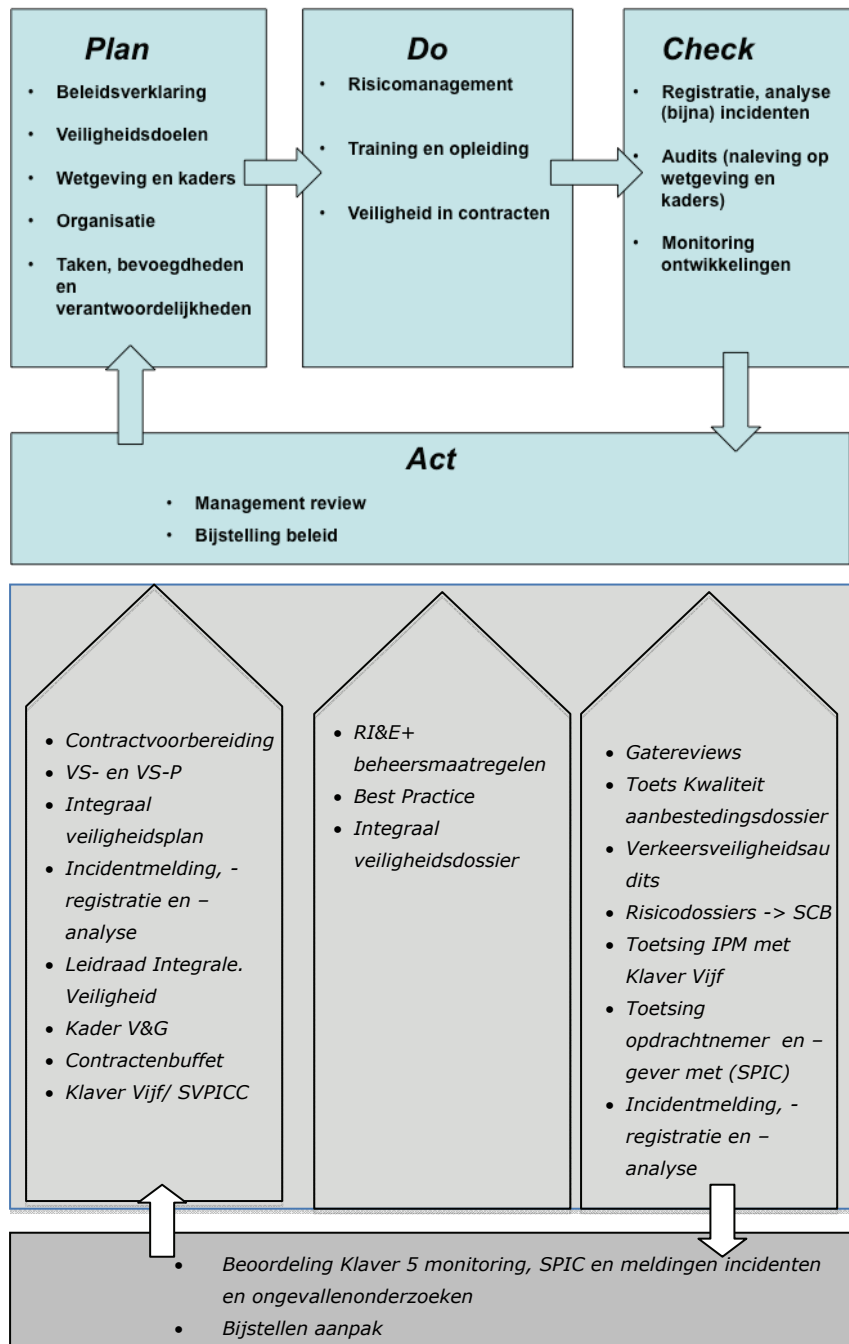 Plan
• Beleidsverklaring
• Veiligheidsdoelen
• Wetgeving en kaders
• Organisatie
• Taken, bevoegdheden
en
verantwoordelijkheden
Do
• Risicomanagement
• Training en opleiding
• Veiligheid in contracten
Check
• Registratie, analyse
(bijna) incidenten
• Audits (naleving op
wetgeving en
kaders)
• Monitoring
ontwikkelingen
Act
• Management review
• Bijstelling beleid
• Contractvoorbereiding
• VS- en VS-P
• Integraal
veiligheidsplan
• Incidentmelding, -
registratie en –
analyse
• Leidraad Integrale.
Veiligheid
• Kader V&G
• Contractenbuffet
• Klaver Vijf/ SVPICC
• RI&E+
beheersmaatregelen
• Best Practice
• Integraal
veiligheidsdossier
• Gatereviews
• Toets Kwaliteit
aanbestedingsdossier
• Verkeersveiligheidsau
dits
• Risicodossiers -> SCB
• Toetsing IPM met
Klaver Vijf
• Toetsing
opdrachtnemer en –
gever met (SPIC)
• Incidentmelding, -
registratie en –
analyse
• Beoordeling Klaver 5 monitoring, SPIC en meldingen incidenten
en ongevallenonderzoeken
• Bijstellen aanpak